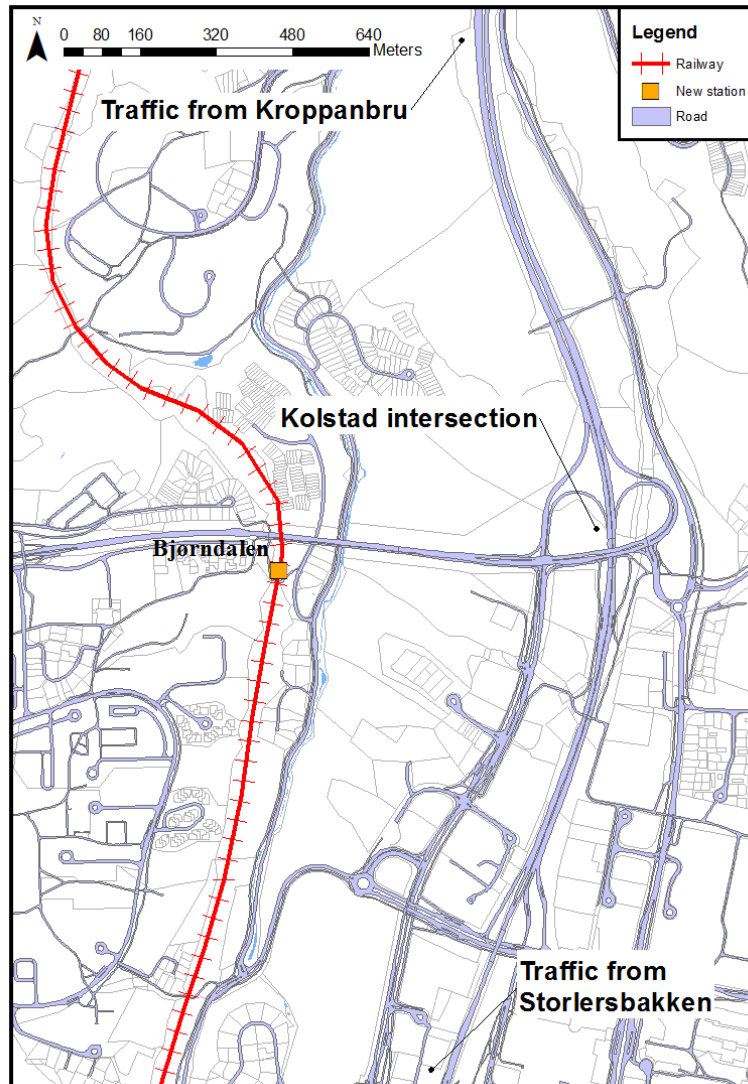 N
0 80 160 320 480 640
Meters
Legend
Railway
New station
Road
Traffic from Kroppanbru
Kolstad intersection
Bjørndalen
Traffic from
Storlersbakken